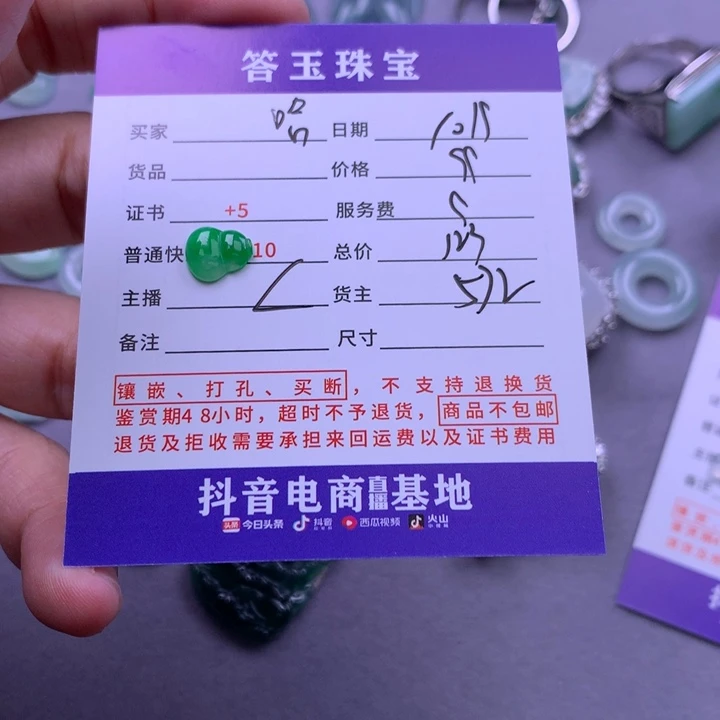 答玉珠宝
买家 日期
货品 价格
证书 +5 服务费 5
普通快 10 总价
主播 货主
备注 尺寸
镶嵌、打孔、买断，不支持退换货
鉴赏期48小时，超时不予退货，商品不包邮
退货及拒收需要承担来回运费以及证书费用
抖音电商直播基地
头条 今日头条 抖音 西瓜视频 火山